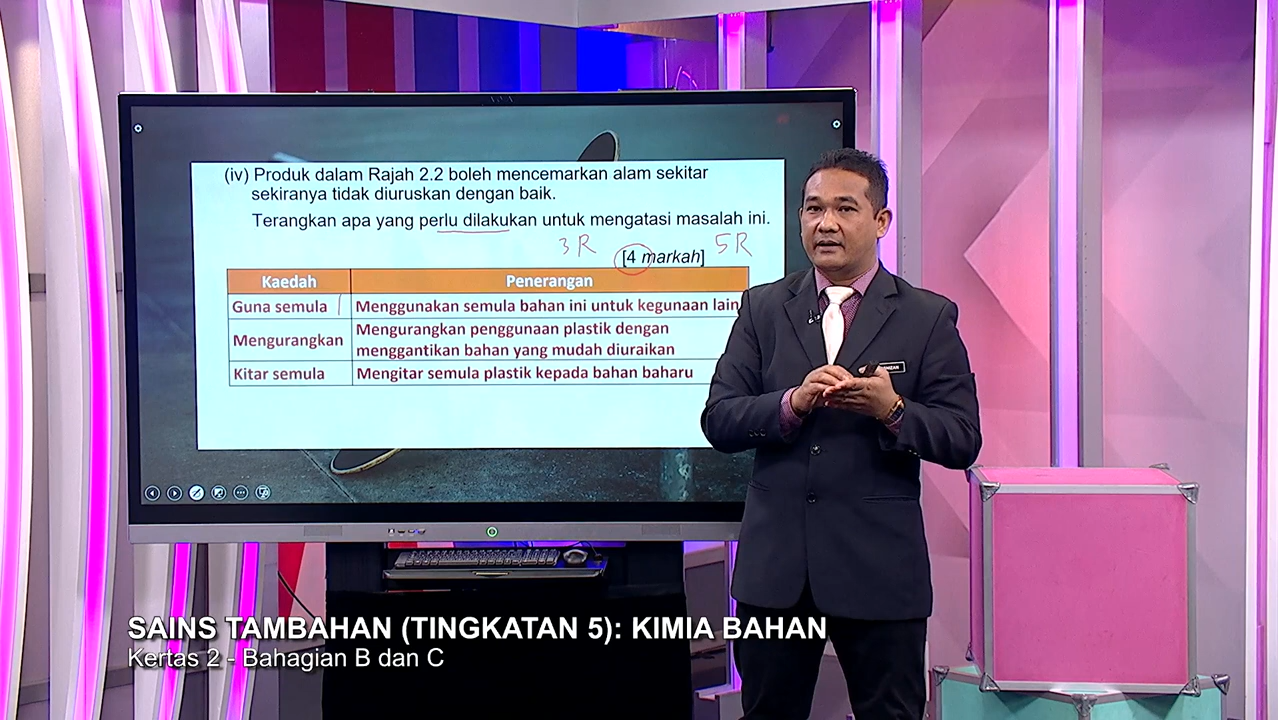 (iv) Produk dalam Rajah 2.2 boleh mencemarkan alam sekitar
sekiranya tidak diuruskan dengan baik.
Terangkan apa yang perlu dilakukan untuk mengatasi masalah ini.
3R [4 markah] 5R
Kaedah Penerangan
Guna semula Menggunakan semula bahan ini untuk kegunaan lain
Mengurangkan Mengurangkan penggunaan plastik dengan
menggantikan bahan yang mudah diuraikan
Kitar semula Mengitar semula plastik kepada bahan baharu
SAINS TAMBAHAN (TINGKATAN 5): KIMIA BAHAN
Kertas 2 - Bahagian B dan C